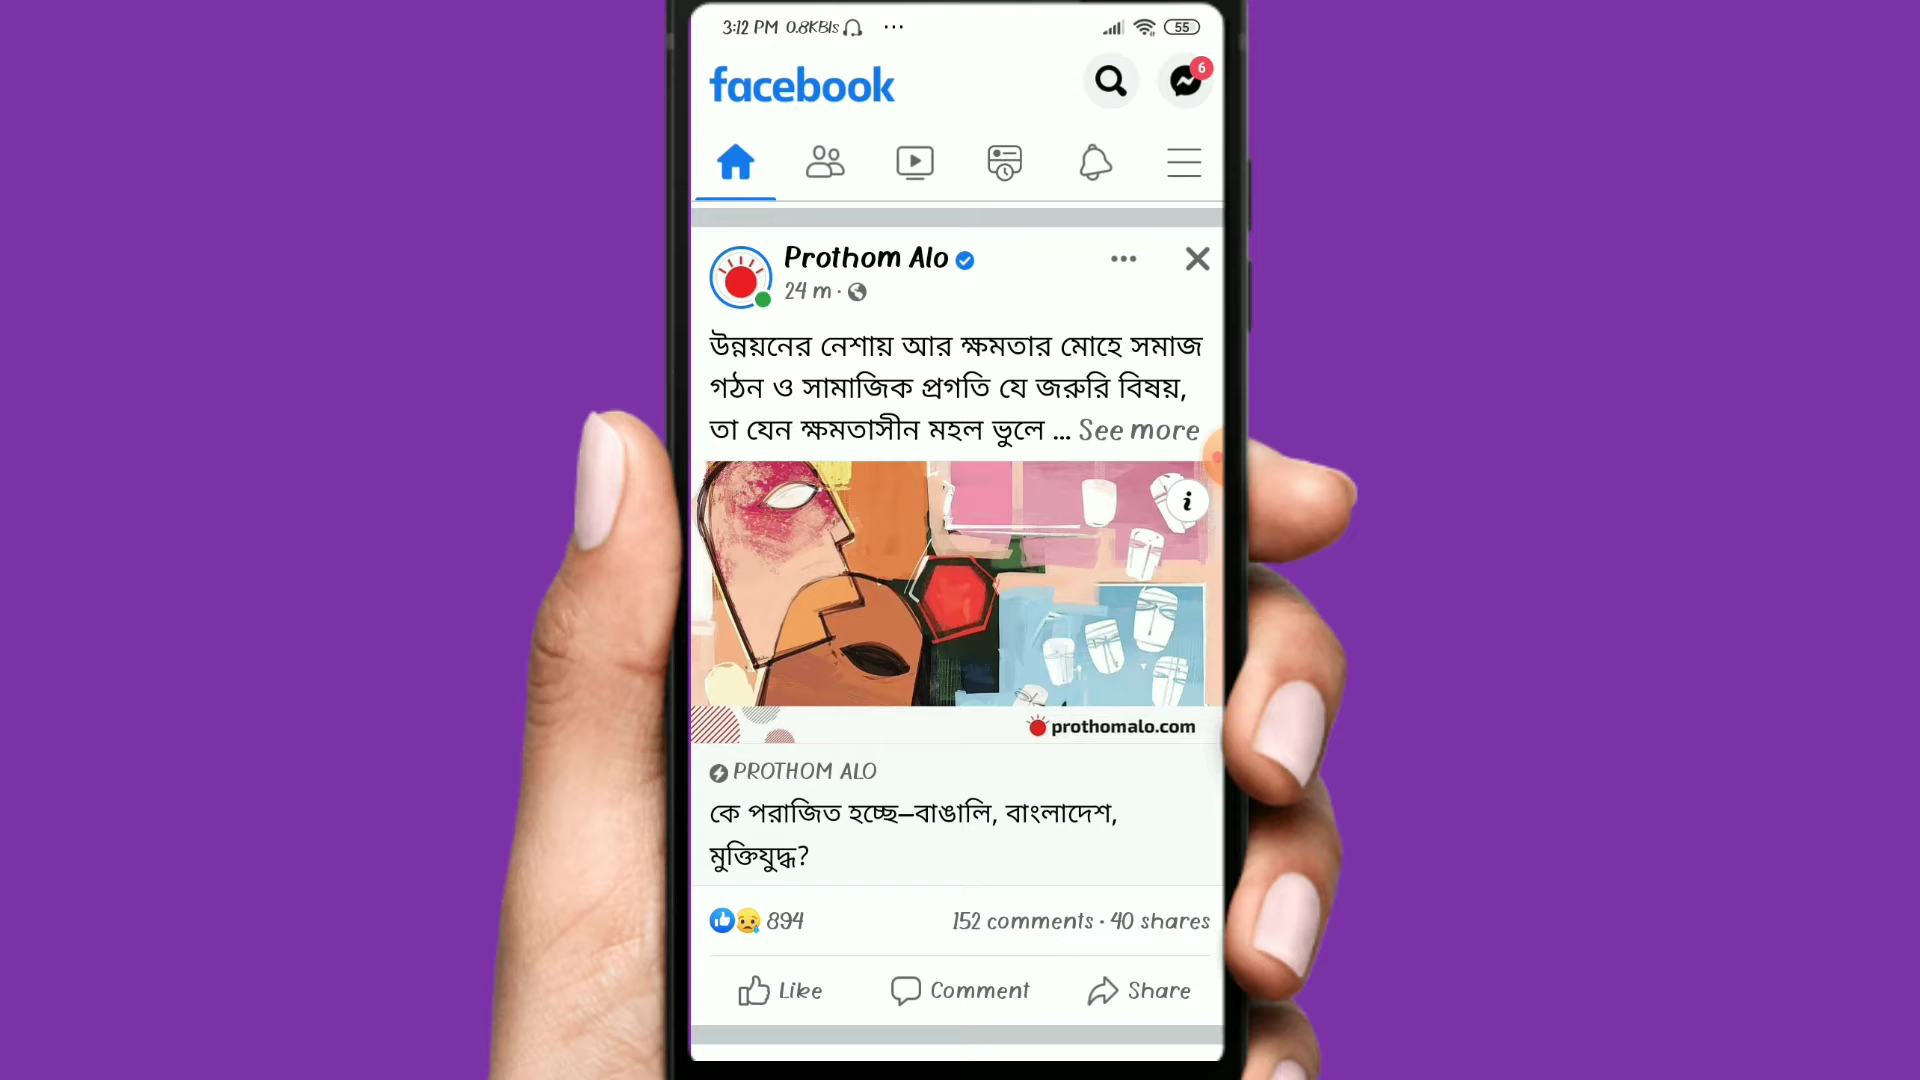 3:12 PM 0.8KB/s ... 55
facebook
6
Prothom Alo
24 m ·
উন্নয়নের নেশায় আর ক্ষমতার মোহে সমাজ
গঠন ও সামাজিক প্রগতি যে জরুরি বিষয়,
তা যেন ক্ষমতাসীন মহল ভুলে ... See more
i
prothomalo.com
PROTHOM ALO
কে পরাজিত হচ্ছে–বাঙালি, বাংলাদেশ,
মুক্তিযুদ্ধ?
894 152 comments · 40 shares
Like Comment Share